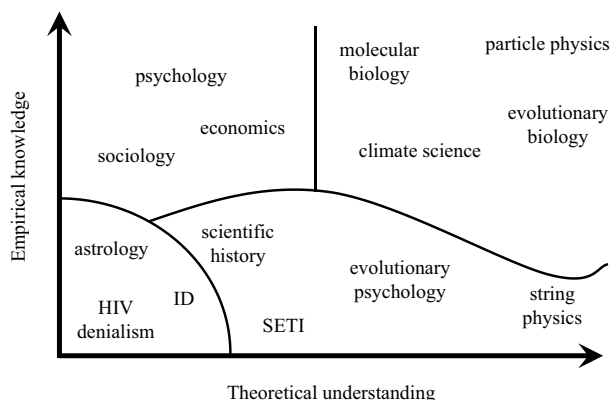 molecular
biology
particle physics
psychology
economics
evolutionary
biology
sociology
climate science
Empirical knowledge
astrology
scientific
history
evolutionary
psychology
HIV
denialism
ID
SETI
string
physics
Theoretical understanding